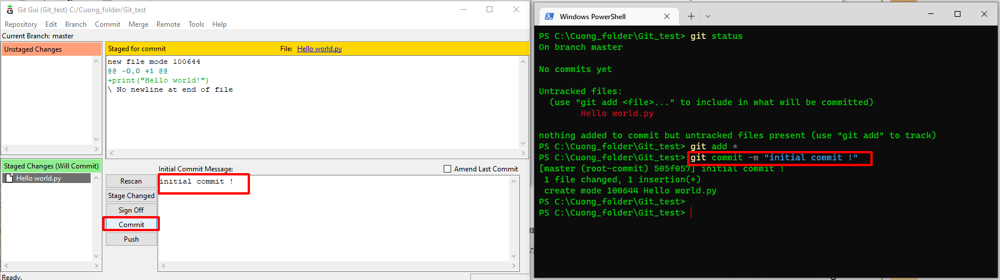 Git Gui (Git_test) C:/Cuong_folder/Git_test
Repository Edit Branch Commit Merge Remote Tools Help
Current Branch: master
Unstaged Changes
Staged for commit File: Hello world.py
new file mode 100644
@@ -0,0 +1 @@
+print("Hello world!")
\ No newline at end of file
Staged Changes (Will Commit)
Hello world.py
Initial Commit Message:
Amend Last Commit
Rescan
Stage Changed
Sign Off
Commit
Push
initial commit !
Ready.
Windows PowerShell
PS C:\Cuong_folder\Git_test> git status
On branch master
No commits yet
Untracked files:
(use "git add <file>..." to include in what will be committed)
Hello world.py
nothing added to commit but untracked files present (use "git add" to track)
PS C:\Cuong_folder\Git_test> git add *
PS C:\Cuong_folder\Git_test> git commit -m "initial commit !"
[master (root-commit) 505f057] initial commit !
1 file changed, 1 insertion(+)
create mode 100644 Hello world.py
PS C:\Cuong_folder\Git_test>
PS C:\Cuong_folder\Git_test>